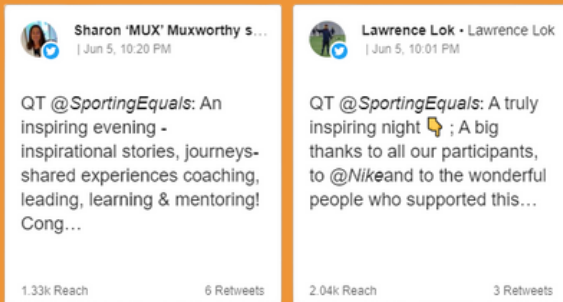 Sharon ‘MUX’ Muxworthy s...
| Jun 5, 10:20 PM
QT @SportingEquals: An
inspiring evening -
inspirational stories, journeys-
shared experiences coaching,
leading, learning & mentoring!
Cong...
1.33k Reach 6 Retweets
Lawrence Lok • Lawrence Lok
| Jun 5, 10:01 PM
QT @SportingEquals: A truly
inspiring night 👇 ; A big
thanks to all our participants,
to @Nikeand to the wonderful
people who supported this...
2.04k Reach 3 Retweets